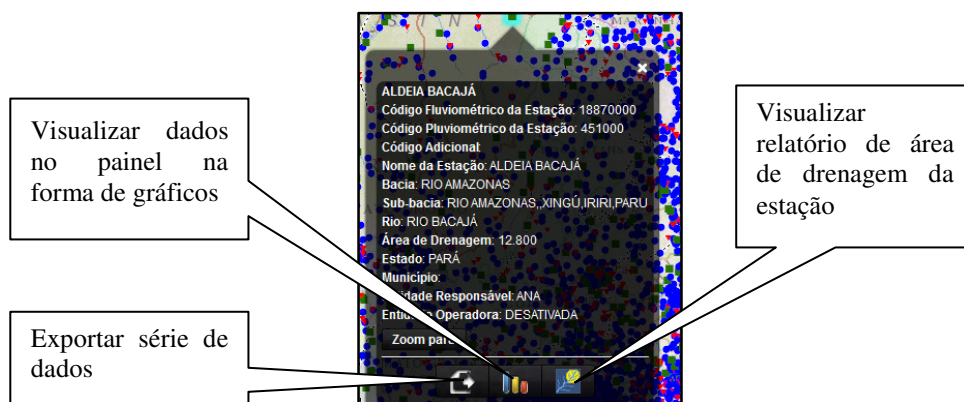 Visualizar dados
no painel na
forma de gráficos
Exportar série de
dados
ALDEIA BACAJÁ
Código Fluviométrico da Estação: 18870000
Código Pluviométrico da Estação: 451000
Código Adicional:
Nome da Estação: ALDEIA BACAJÁ
Bacia: RIO AMAZONAS
Sub-bacia: RIO AMAZONAS,,XINGÚ,IRIRI,PARU
Rio: RIO BACAJÁ
Área de Drenagem: 12.800
Estado: PARÁ
Município:
Responsável: ANA
Operadora: DESATIVADA
Zoom
Visualizar
relatório de área
de drenagem da
estação